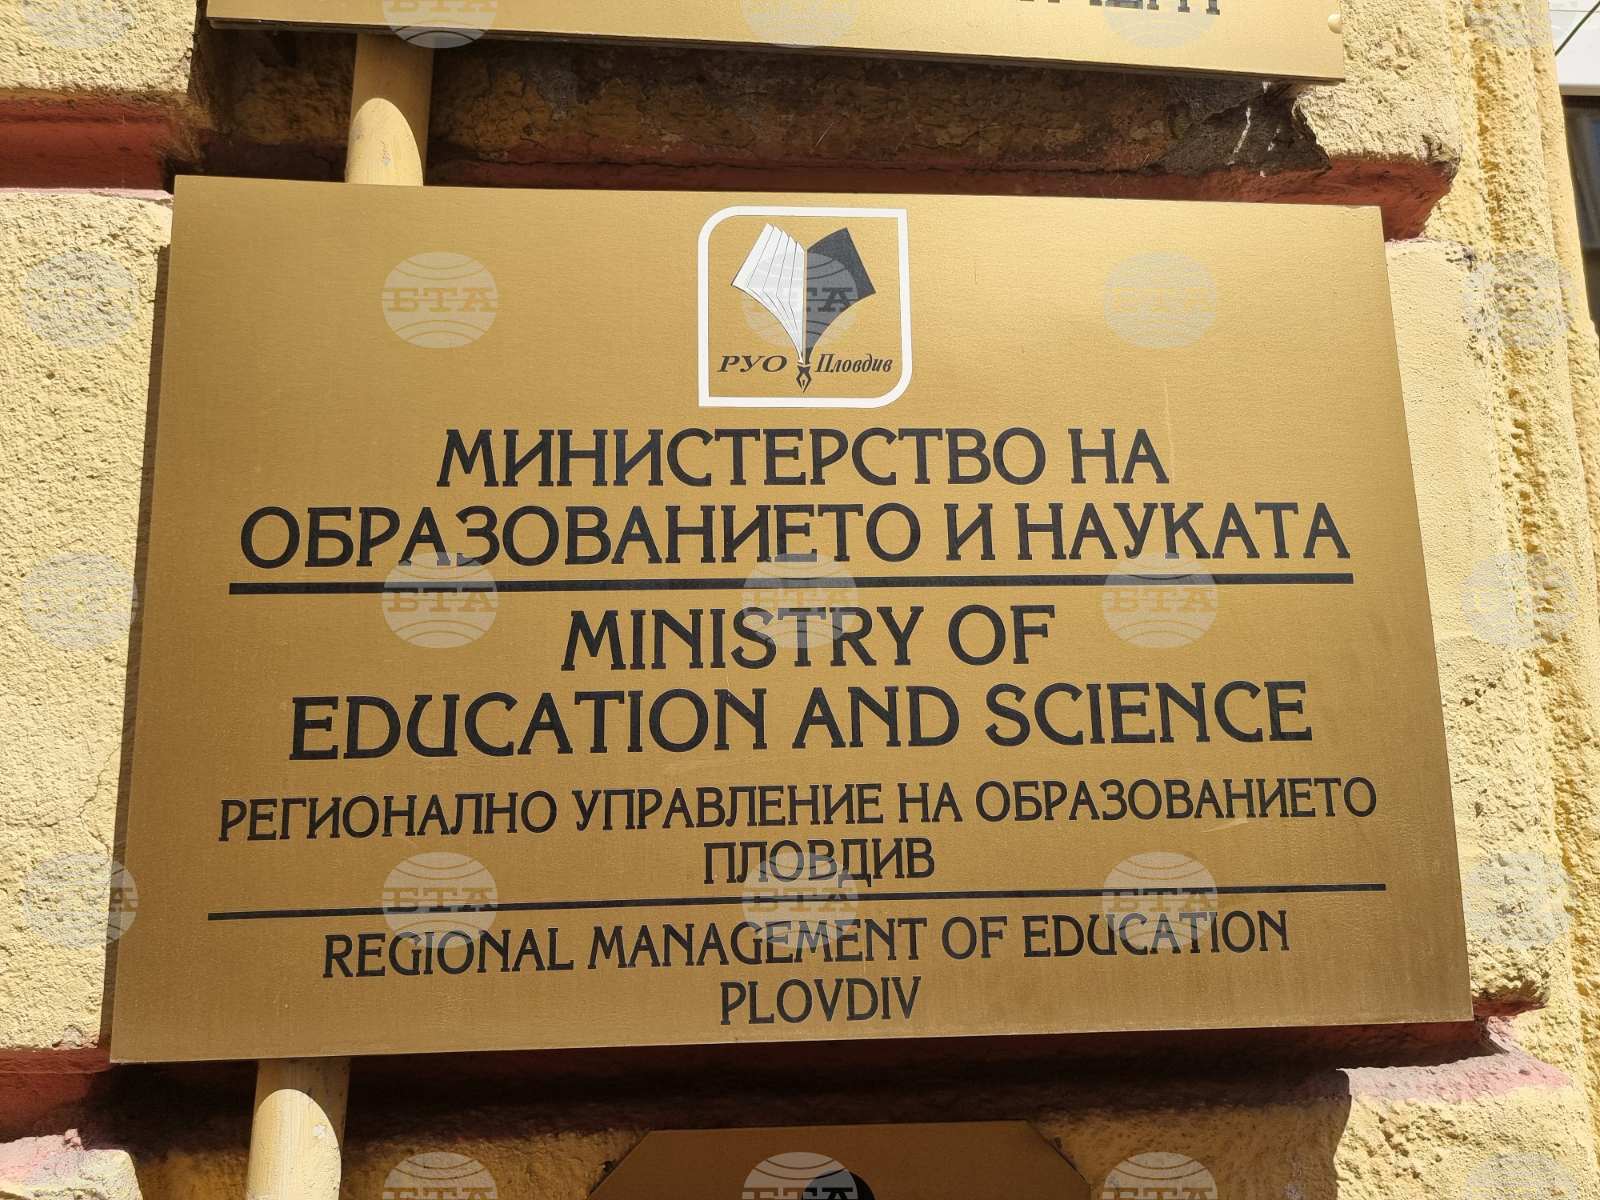 РУО Пловдив
МИНИСТЕРСТВО НА
ОБРАЗОВАНИЕТО И НАУКАТА
MINISTRY OF
EDUCATION AND SCIENCE
РЕГИОНАЛНО УПРАВЛЕНИЕ НА ОБРАЗОВАНИЕТО
ПЛОВДИВ
REGIONAL MANAGEMENT OF EDUCATION
PLOVDIV
БТА